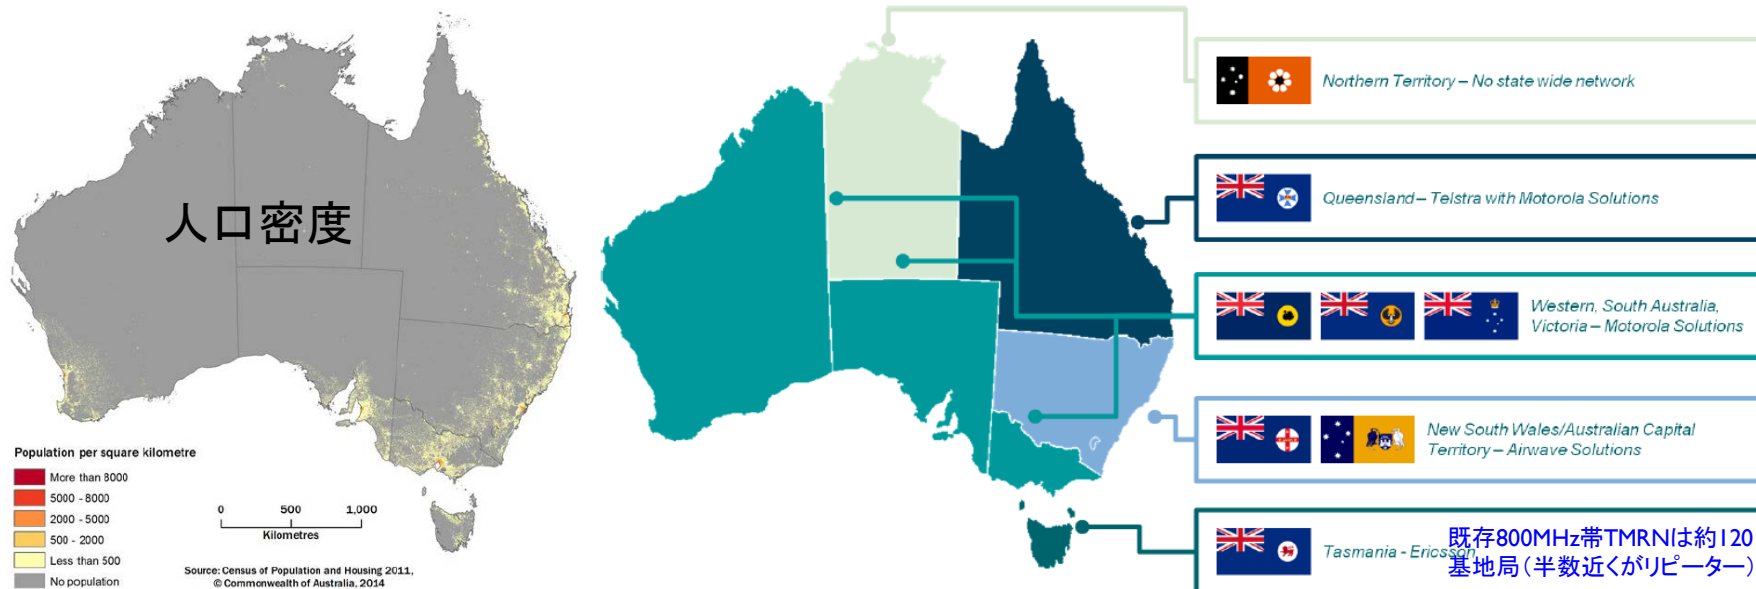 人口密度
Population per square kilometre
More than 8000
5000 - 8000
2000 - 5000
500 - 2000
Less than 500
No population
0 500 1,000
Kilometres
Source: Census of Population and Housing 2011,
© Commonwealth of Australia, 2014
Northern Territory – No state wide network
Queensland – Telstra with Motorola Solutions
Western, South Australia,
Victoria – Motorola Solutions
New South Wales/Australian Capital
Territory – Airwave Solutions
Tasmania - Ericsson
既存800MHz帯TMRNは約120
基地局（半数近くがリピーター）